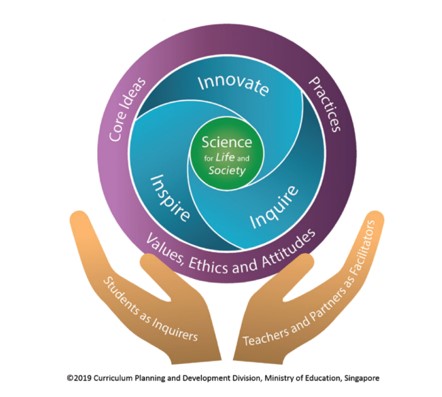 Core Ideas
Practices
Innovate
Science
for Life and
Society
Inspire
Inquire
Values, Ethics and Attitudes
Students as Inquirers
Teachers and Partners as Facilitators
©2019 Curriculum Planning and Development Division, Ministry of Education, Singapore